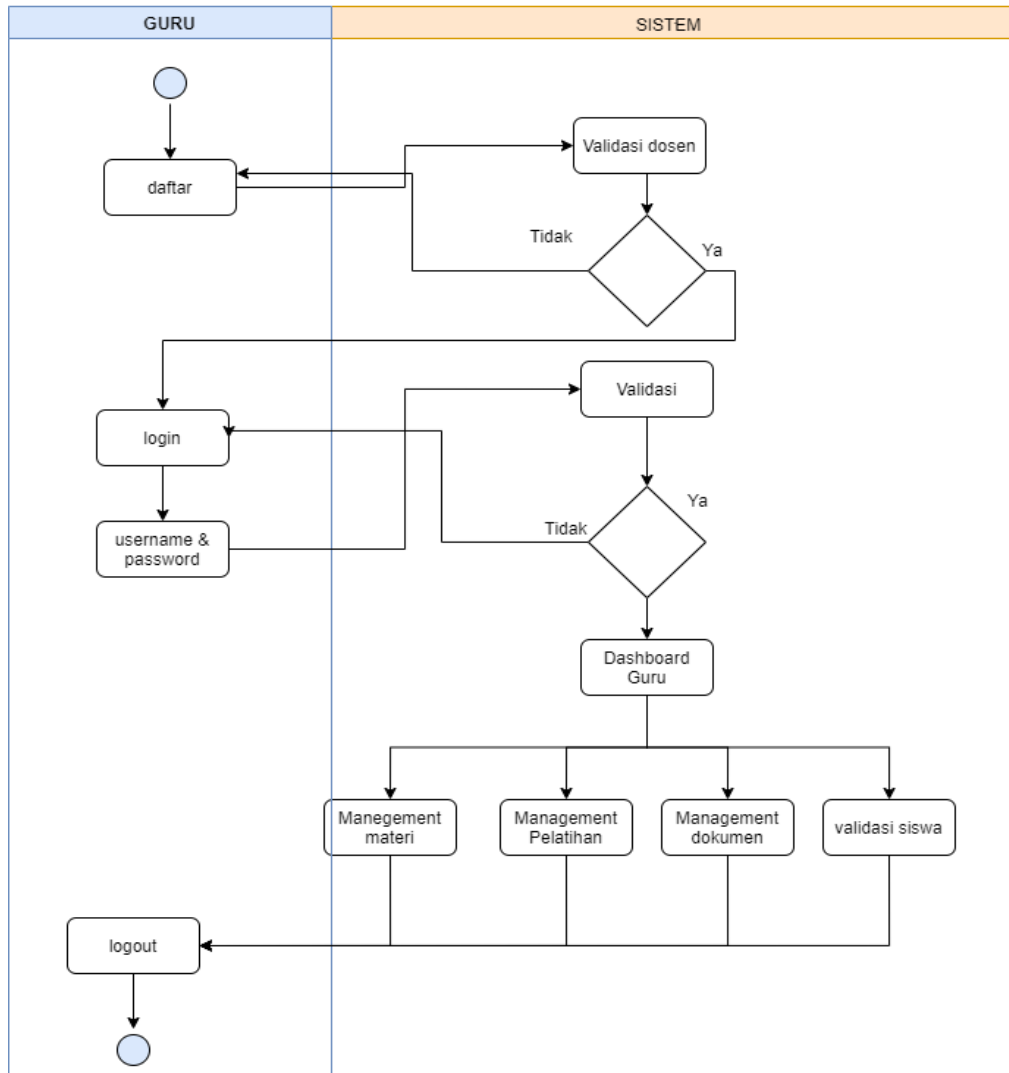 GURU
SISTEM
Validasi dosen
daftar
Tidak
Ya
Validasi
login
Ya
Tidak
username &
password
Dashboard
Guru
Manegement
materi
Management
Pelatihan
Management
dokumen
validasi siswa
logout